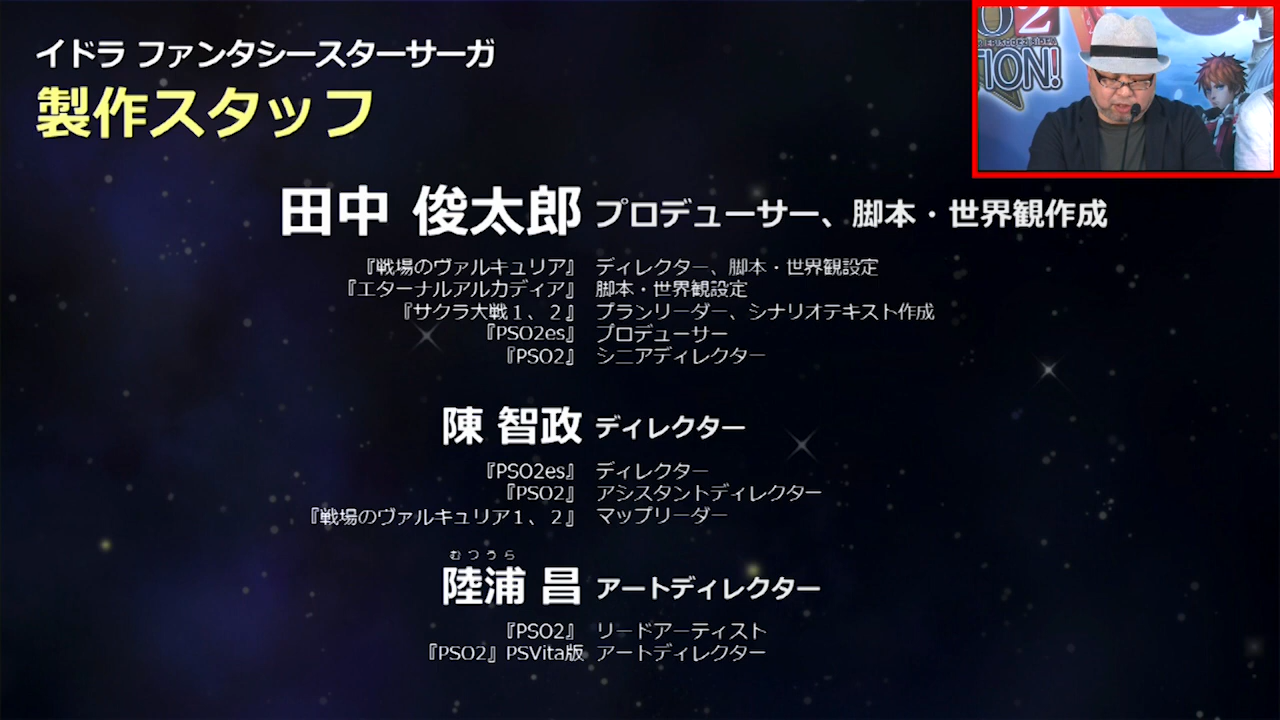 イドラ ファンタシースターサーガ
製作スタッフ
田中 俊太郎 プロデューサー、脚本・世界観作成
『戦場のヴァルキュリア』 ディレクター、脚本・世界観設定
『エターナルアルカディア』 脚本・世界観設定
『サクラ大戦1、2』 プランリーダー、シナリオテキスト作成
『PSO2es』 プロデューサー
『PSO2』 シニアディレクター
陳 智政 ディレクター
『PSO2es』 ディレクター
『PSO2』 アシスタントディレクター
『戦場のヴァルキュリア1、2』 マップリーダー
むつうら
陸浦 昌 アートディレクター
『PSO2』 リードアーティスト
『PSO2』PSVita版 アートディレクター